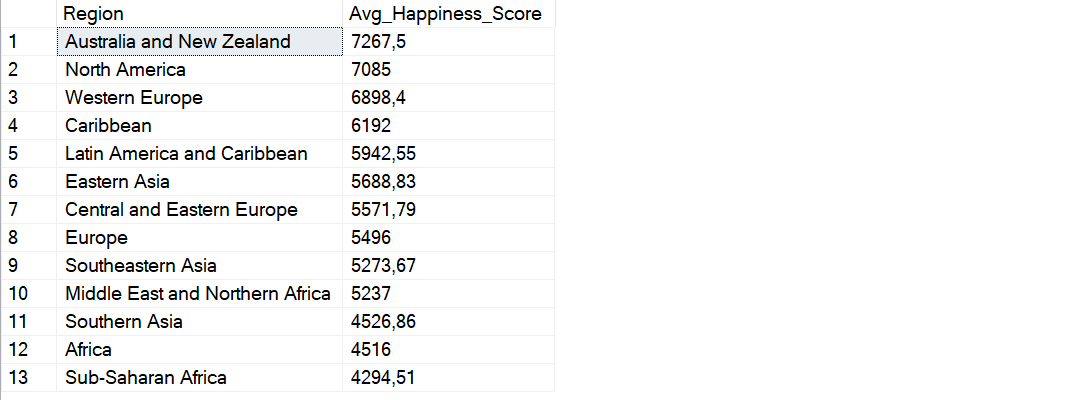 Region Avg_Happiness_Score
1 Australia and New Zealand 7267,5
2 North America 7085
3 Western Europe 6898,4
4 Caribbean 6192
5 Latin America and Caribbean 5942,55
6 Eastern Asia 5688,83
7 Central and Eastern Europe 5571,79
8 Europe 5496
9 Southeastern Asia 5273,67
10 Middle East and Northern Africa 5237
11 Southern Asia 4526,86
12 Africa 4516
13 Sub-Saharan Africa 4294,51